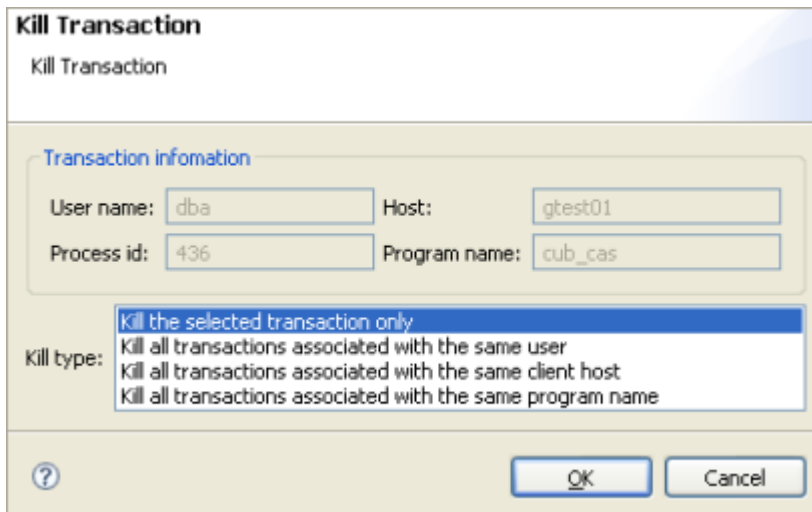 Kill Transaction
Kill Transaction
Transaction infomation
User name: dba Host: gtest01
Process id: 436 Program name: cub_cas
Kill type:
Kill the selected transaction only
Kill all transactions associated with the same user
Kill all transactions associated with the same client host
Kill all transactions associated with the same program name
? OK Cancel